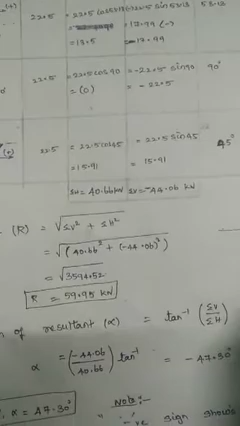 22.5 = 22.5 cos 53.13 = -22.5 sin 53.13 53.13
= 13.5 = -17.99
22.5 = 22.5 cos 90 = -22.5 sin 90 90°
= (0) = -22.5
(+) 22.5 = 22.5 cos 45 = 22.5 sin 45 45°
= 15.91 = 15.91
ΣH = 40.66 kN ΣV = -44.06 kN
(R) = √ΣV² + ΣH²
= √(40.66² + (-44.06)²)
= √3594.52
R = 59.95 kN
of resultant (α) = tan⁻¹ (ΣV/ΣH)
α = (-44.06/40.66) tan⁻¹ = -47.30°
α = 47.30°
Note:-
-ve sign shows